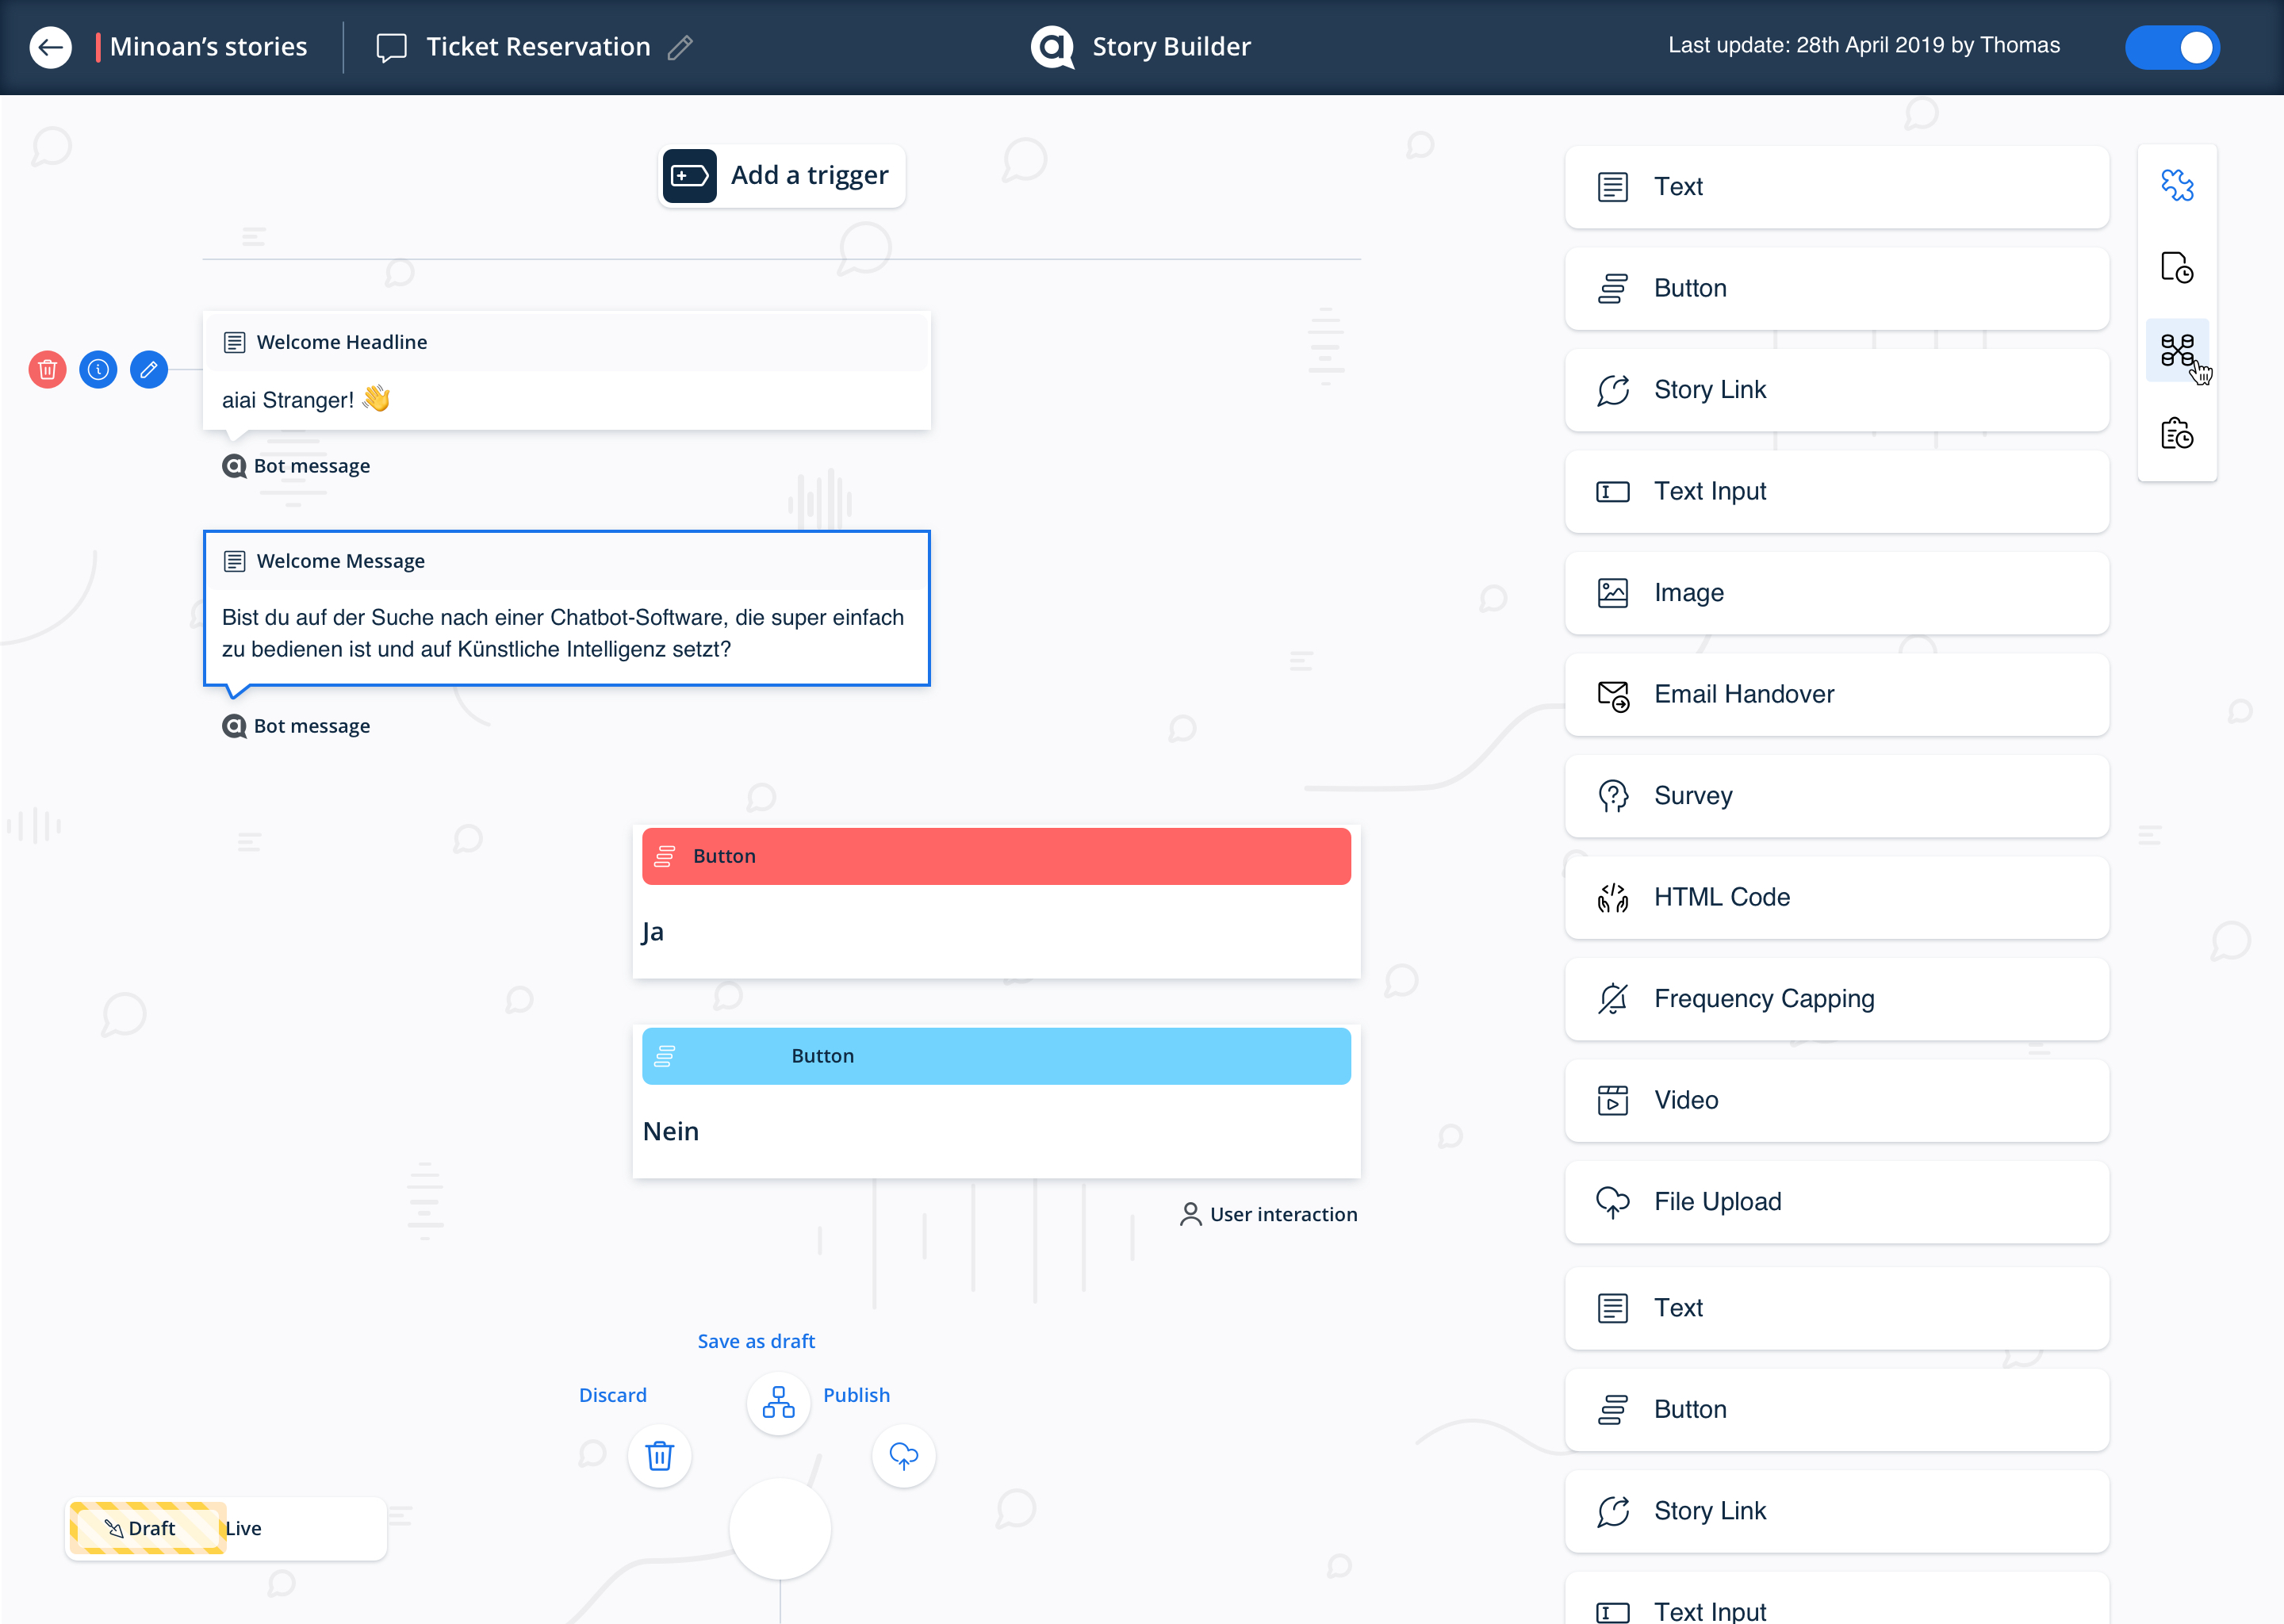 Minoan’s stories
Ticket Reservation
Story Builder
Last update: 28th April 2019 by Thomas
Add a trigger
Welcome Headline
aiai Stranger! 👋
Bot message
Welcome Message
Bist du auf der Suche nach einer Chatbot-Software, die super einfach
zu bedienen ist und auf Künstliche Intelligenz setzt?
Bot message
Button
Ja
Button
Nein
User interaction
Save as draft
Discard
Publish
Draft
Live
Text
Button
Story Link
Text Input
Image
Email Handover
Survey
HTML Code
Frequency Capping
Video
File Upload
Text
Button
Story Link
Text Input